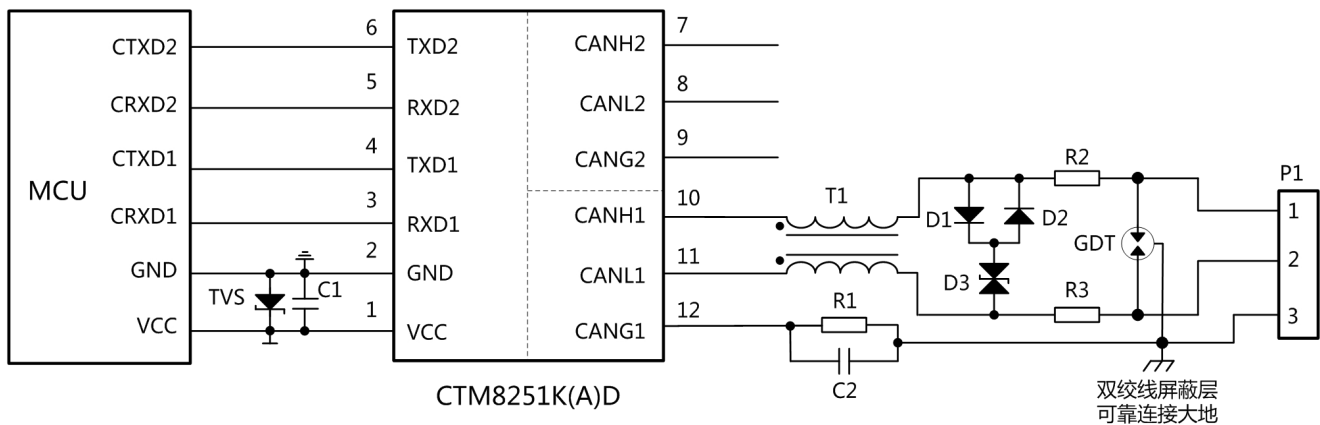 MCU
CTXD2
CRXD2
CTXD1
CRXD1
GND
VCC
TVS
C1
6
5
4
3
2
1
TXD2
RXD2
TXD1
RXD1
GND
VCC
CANH2
CANL2
CANG2
CANH1
CANL1
CANG1
CTM8251K(A)D
7
8
9
10
11
12
T1
R1
C2
D1
D2
D3
R2
R3
GDT
P1
1
2
3
双绞线屏蔽层
可靠连接大地